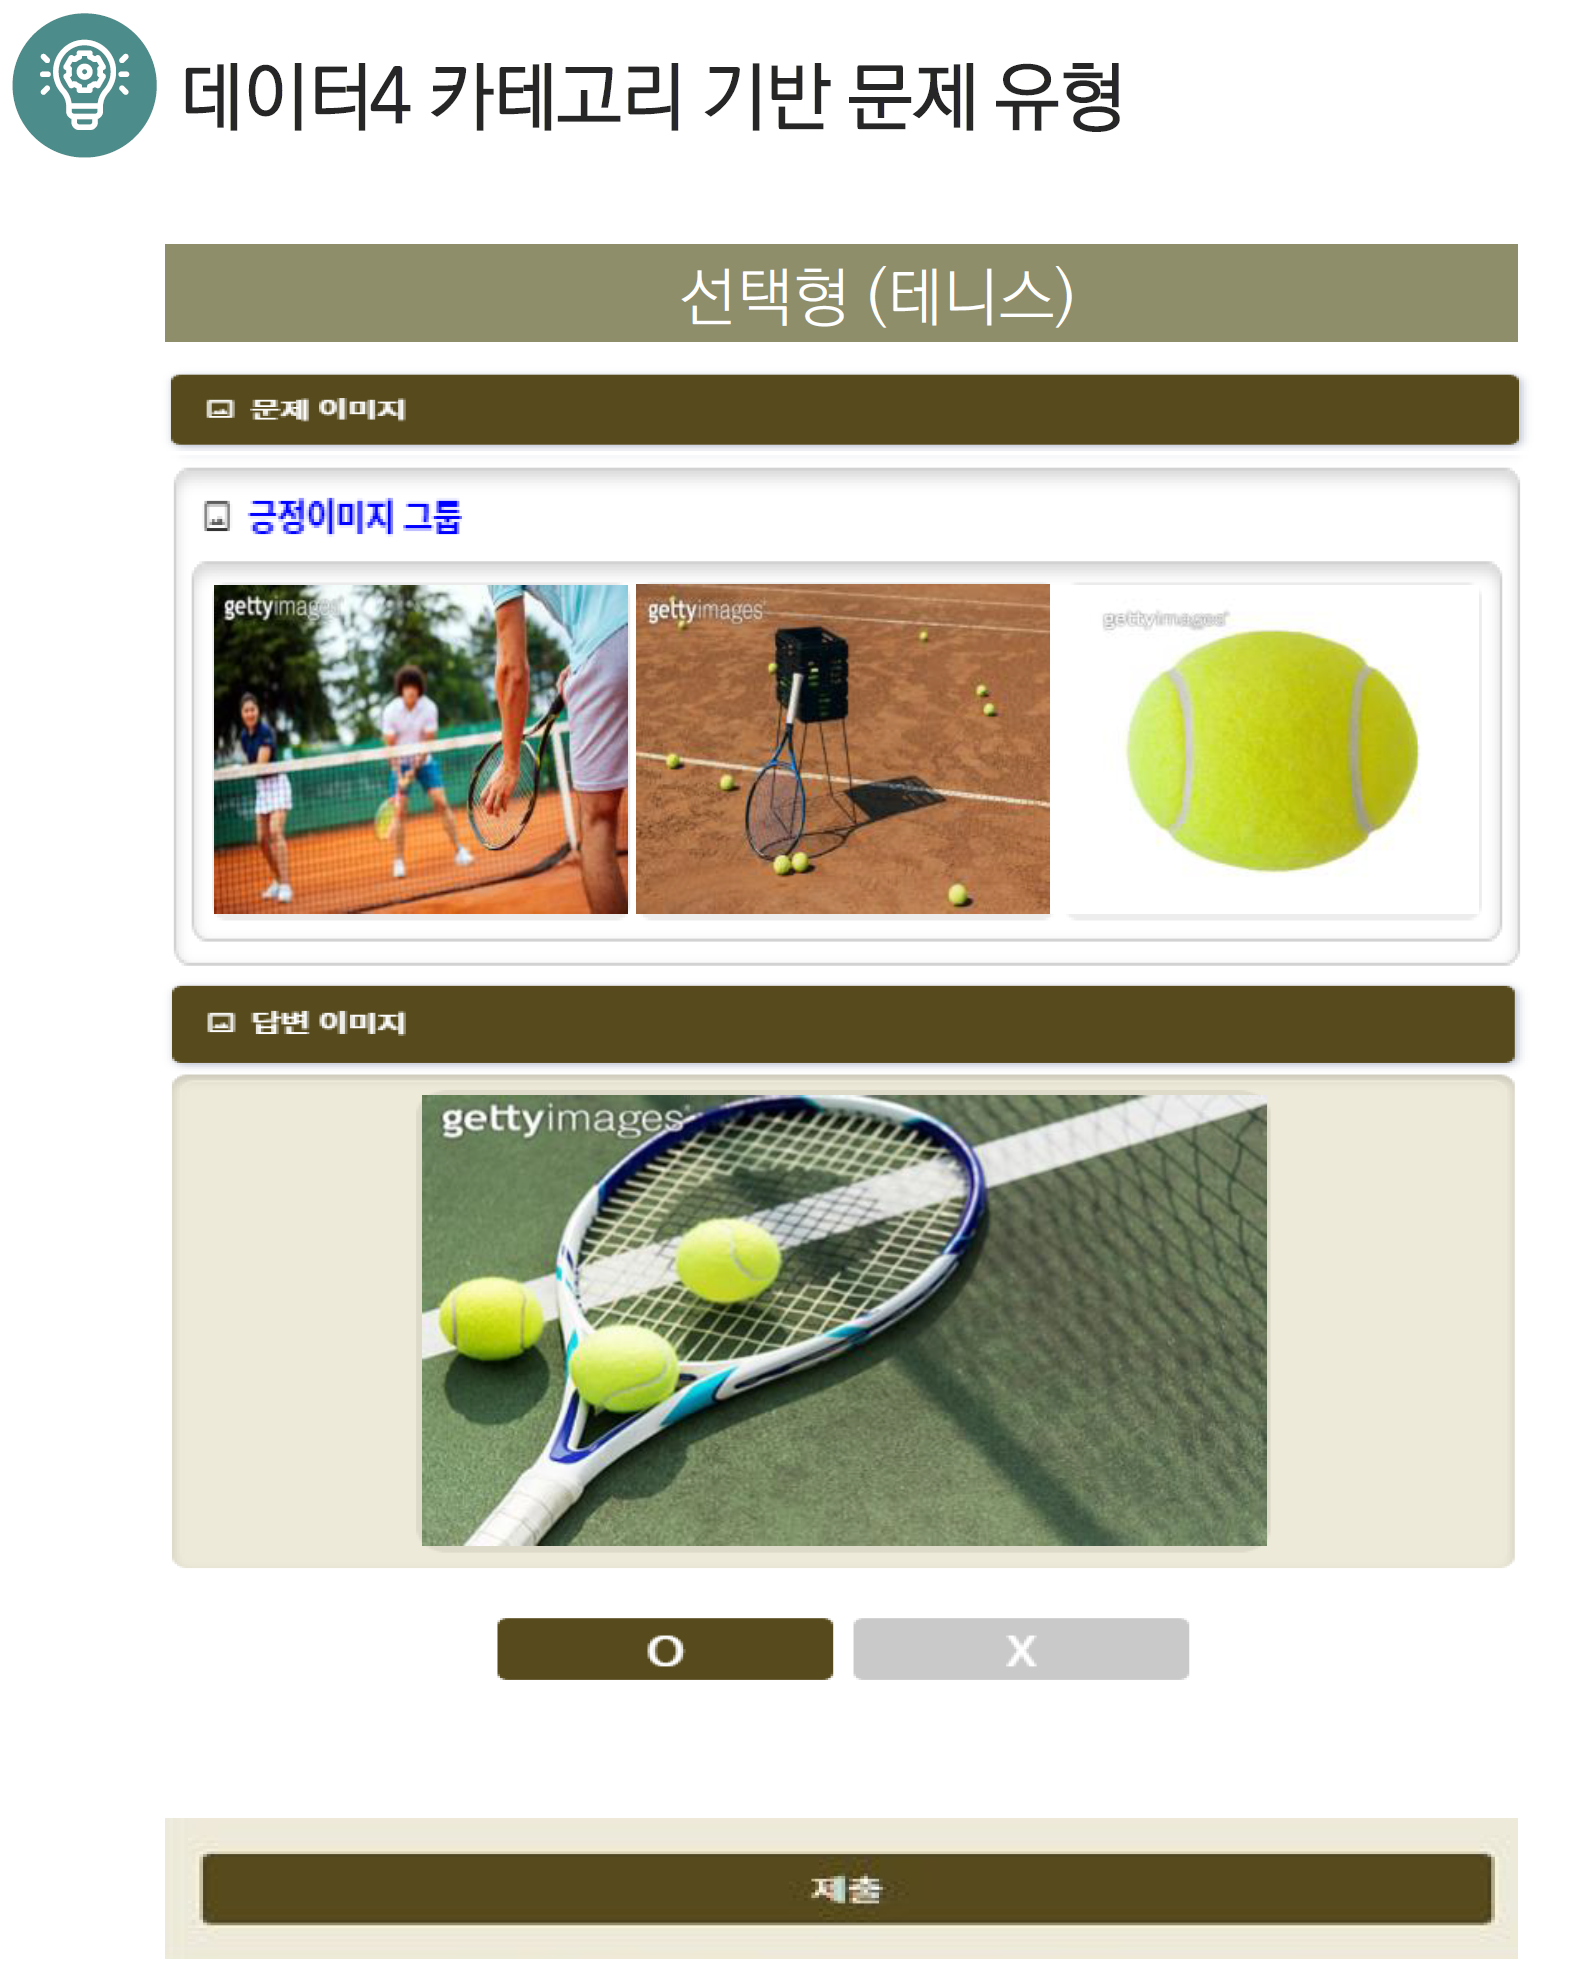 데이터4 카테고리 기반 문제 유형
선택형 (테니스)
문제 이미지
긍정이미지 그룹
gettyimages
gettyimages
gettyimages
답변 이미지
gettyimages
O
X
제출